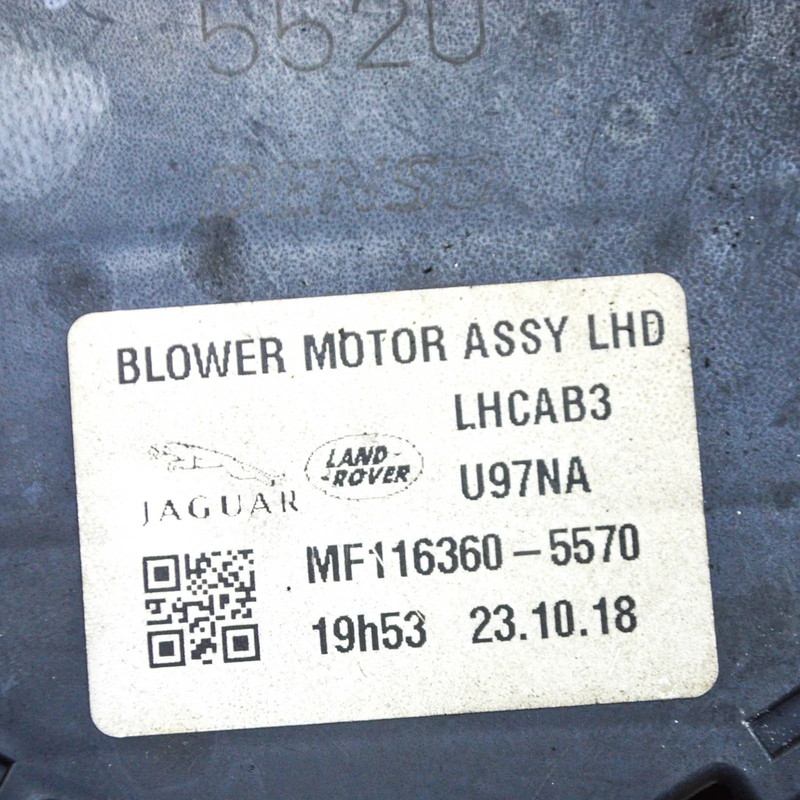 5520
DENSO
BLOWER MOTOR ASSY LHD
LHCAB3
JAGUAR
LAND-
-ROVER
U97NA
MF116360-5570
19h53 23.10.18